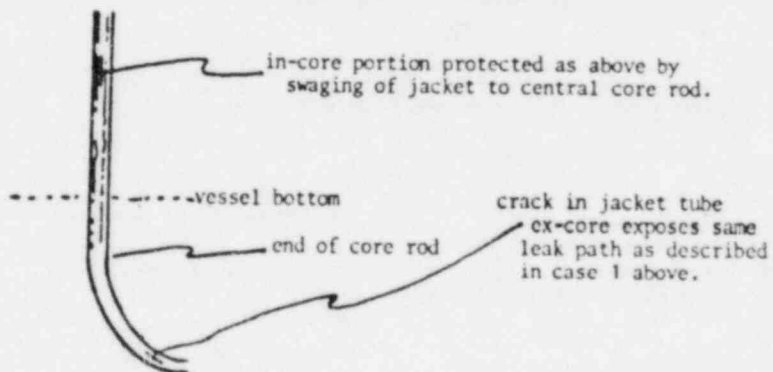 in-core portion protected as above by
swaging of jacket to central core rod.
vessel bottom
end of core rod
crack in jacket tube
ex-core exposes same
leak path as described
in case 1 above.